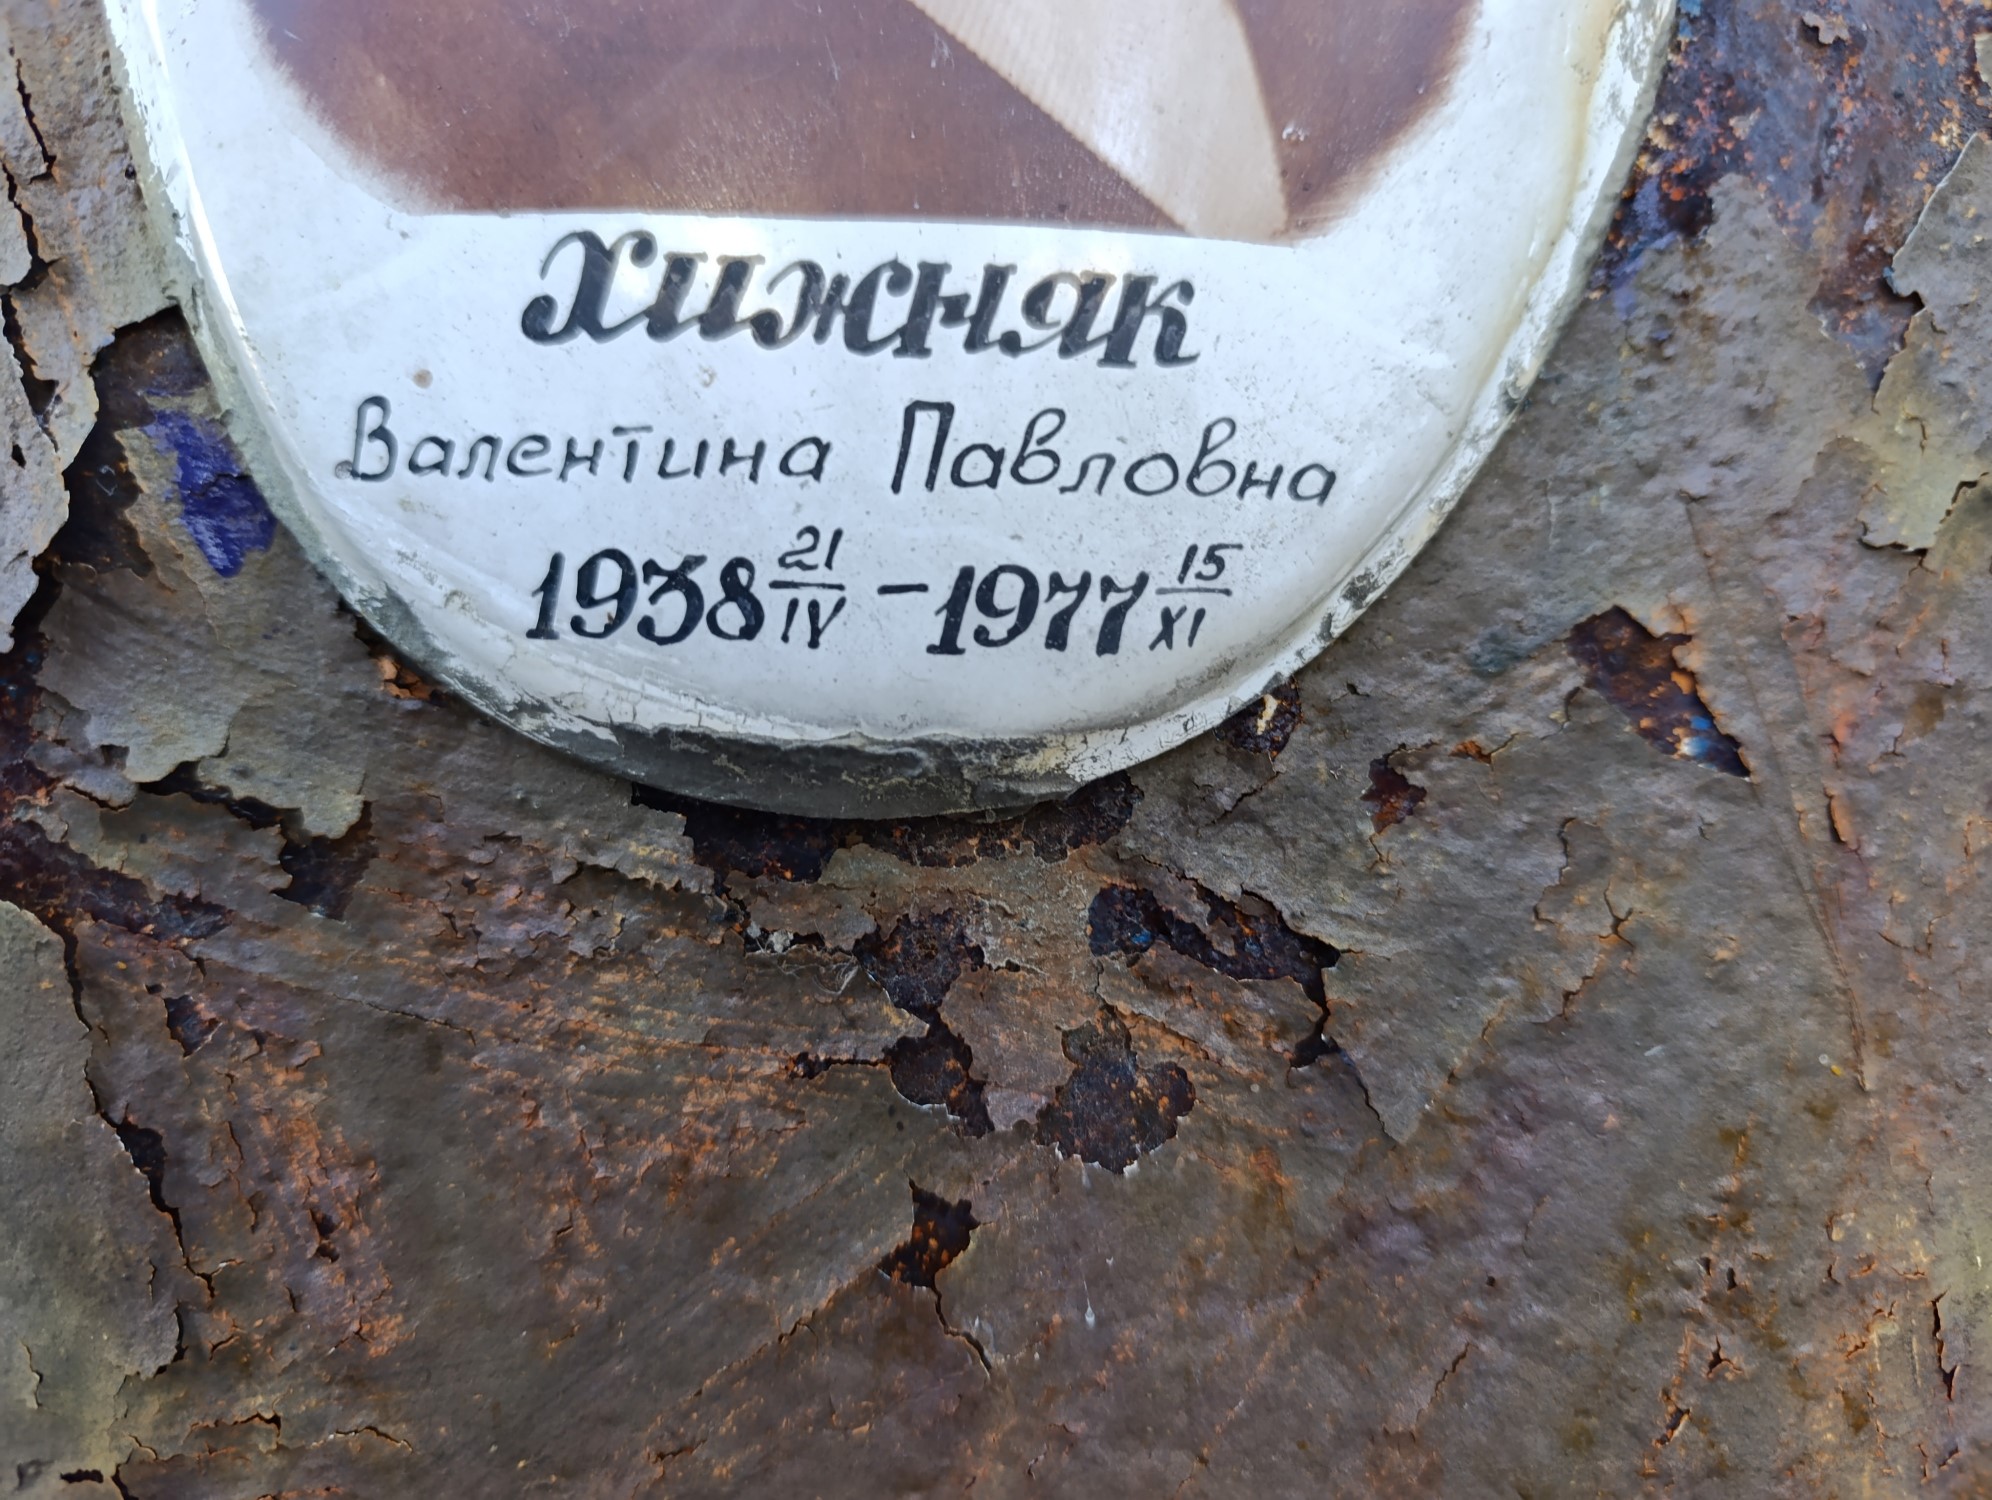 Хижняк
Валентина Павловна
1938 21/IV – 1977 15/XI